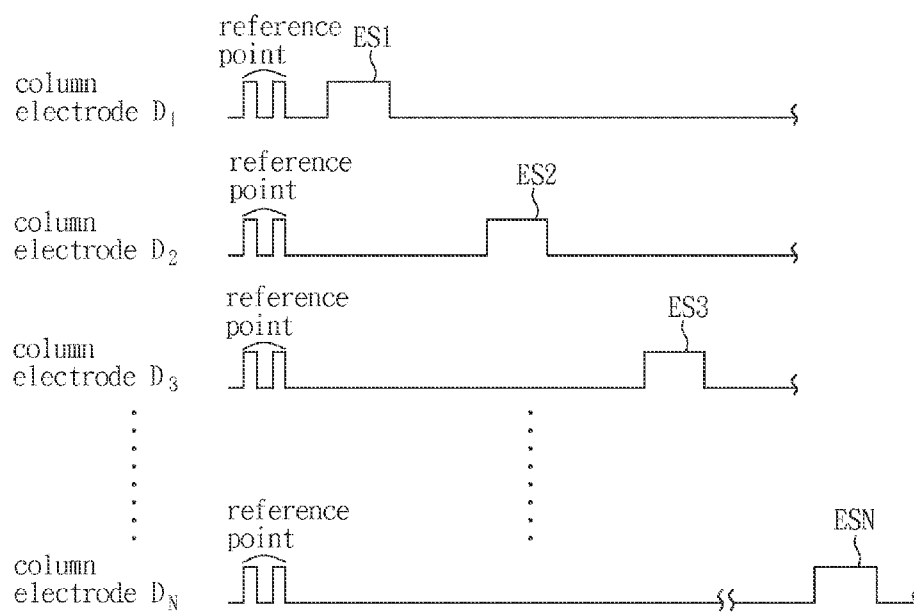 reference
point
ES1
column
electrode D₁
reference
point
ES2
column
electrode D₂
reference
point
ES3
column
electrode D₃
reference
point
ESN
column
electrode D_N